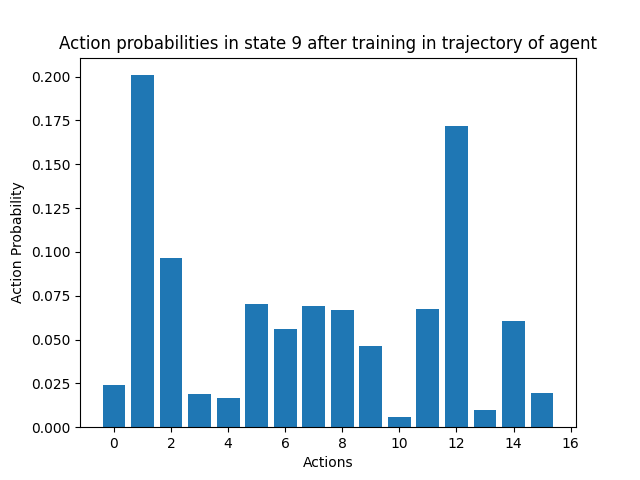 Action probabilities in state 9 after training in trajectory of agent
0.200
0.175
0.150
0.125
0.100
0.075
0.050
0.025
0.000
Action Probability
0 2 4 6 8 10 12 14 16
Actions